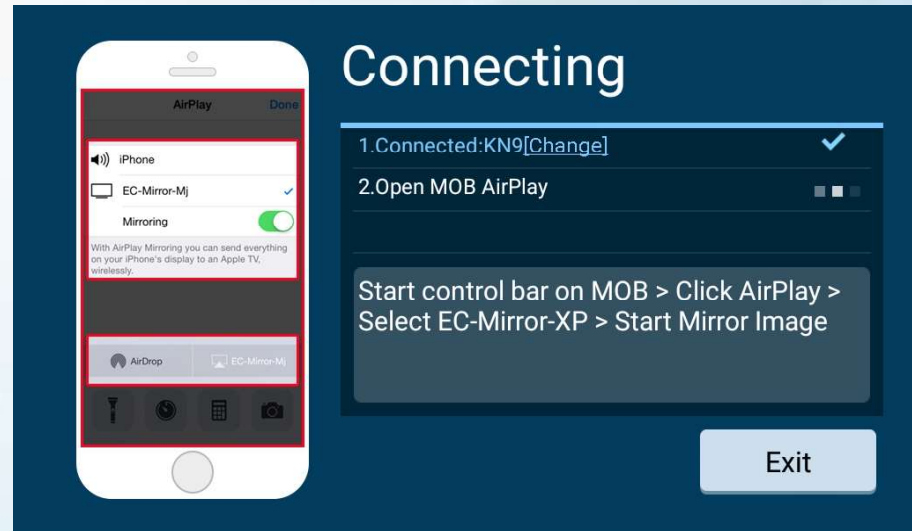 AirPlay
Done
iPhone
EC-Mirror-Mj
Mirroring
With AirPlay Mirroring you can send everything
on your iPhone's display to an Apple TV,
wirelessly.
AirDrop
EC-Mirror-Mj
Connecting
1.Connected:KN9[Change]
2.Open MOB AirPlay
Start control bar on MOB > Click AirPlay >
Select EC-Mirror-XP > Start Mirror Image
Exit